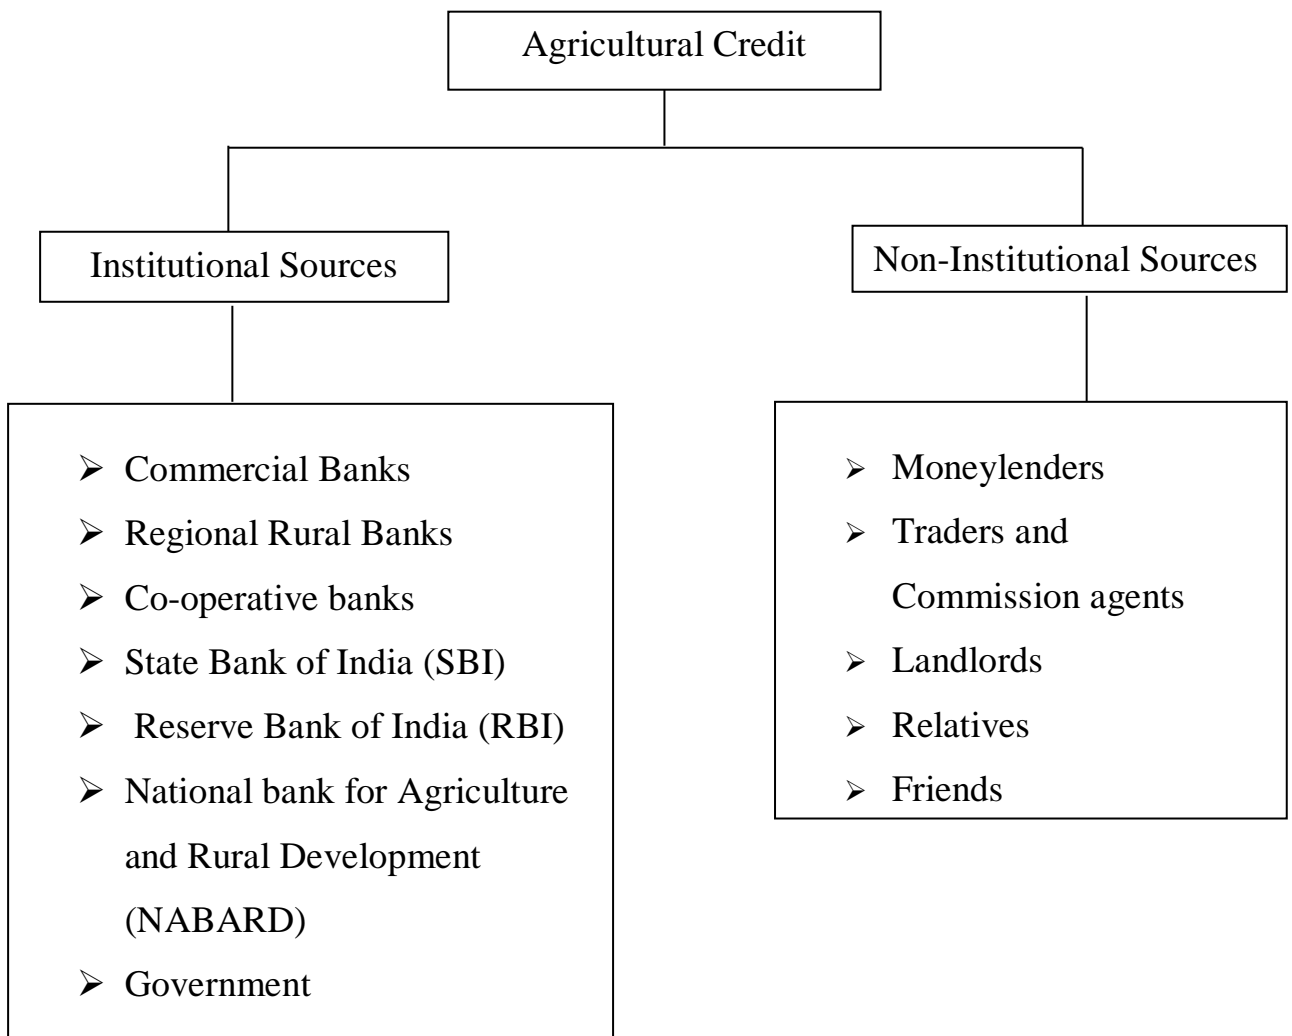 Agricultural Credit
Institutional Sources
Non-Institutional Sources
➢ Commercial Banks
➢ Regional Rural Banks
➢ Co-operative banks
➢ State Bank of India (SBI)
➢ Reserve Bank of India (RBI)
➢ National bank for Agriculture
and Rural Development
(NABARD)
➢ Government
➢ Moneylenders
➢ Traders and
Commission agents
➢ Landlords
➢ Relatives
➢ Friends